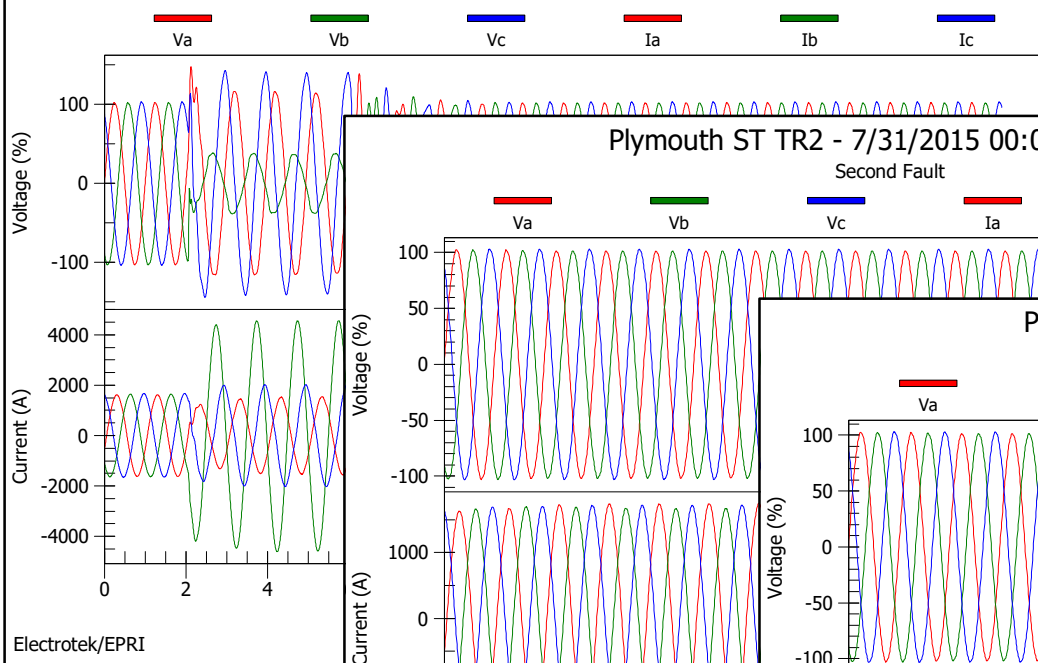 Va Vb Vc Ia Ib Ic
Voltage (%)
100
0
-100
Current (A)
4000
2000
0
-2000
-4000
0 2 4
Electrotek/EPRI
Plymouth ST TR2 - 7/31/2015 00:0
Second Fault
Va Vb Vc Ia
Voltage (%)
100
50
0
-50
-100
Current (A)
1000
0
P
Va
Voltage (%)
100
50
0
-50
-100